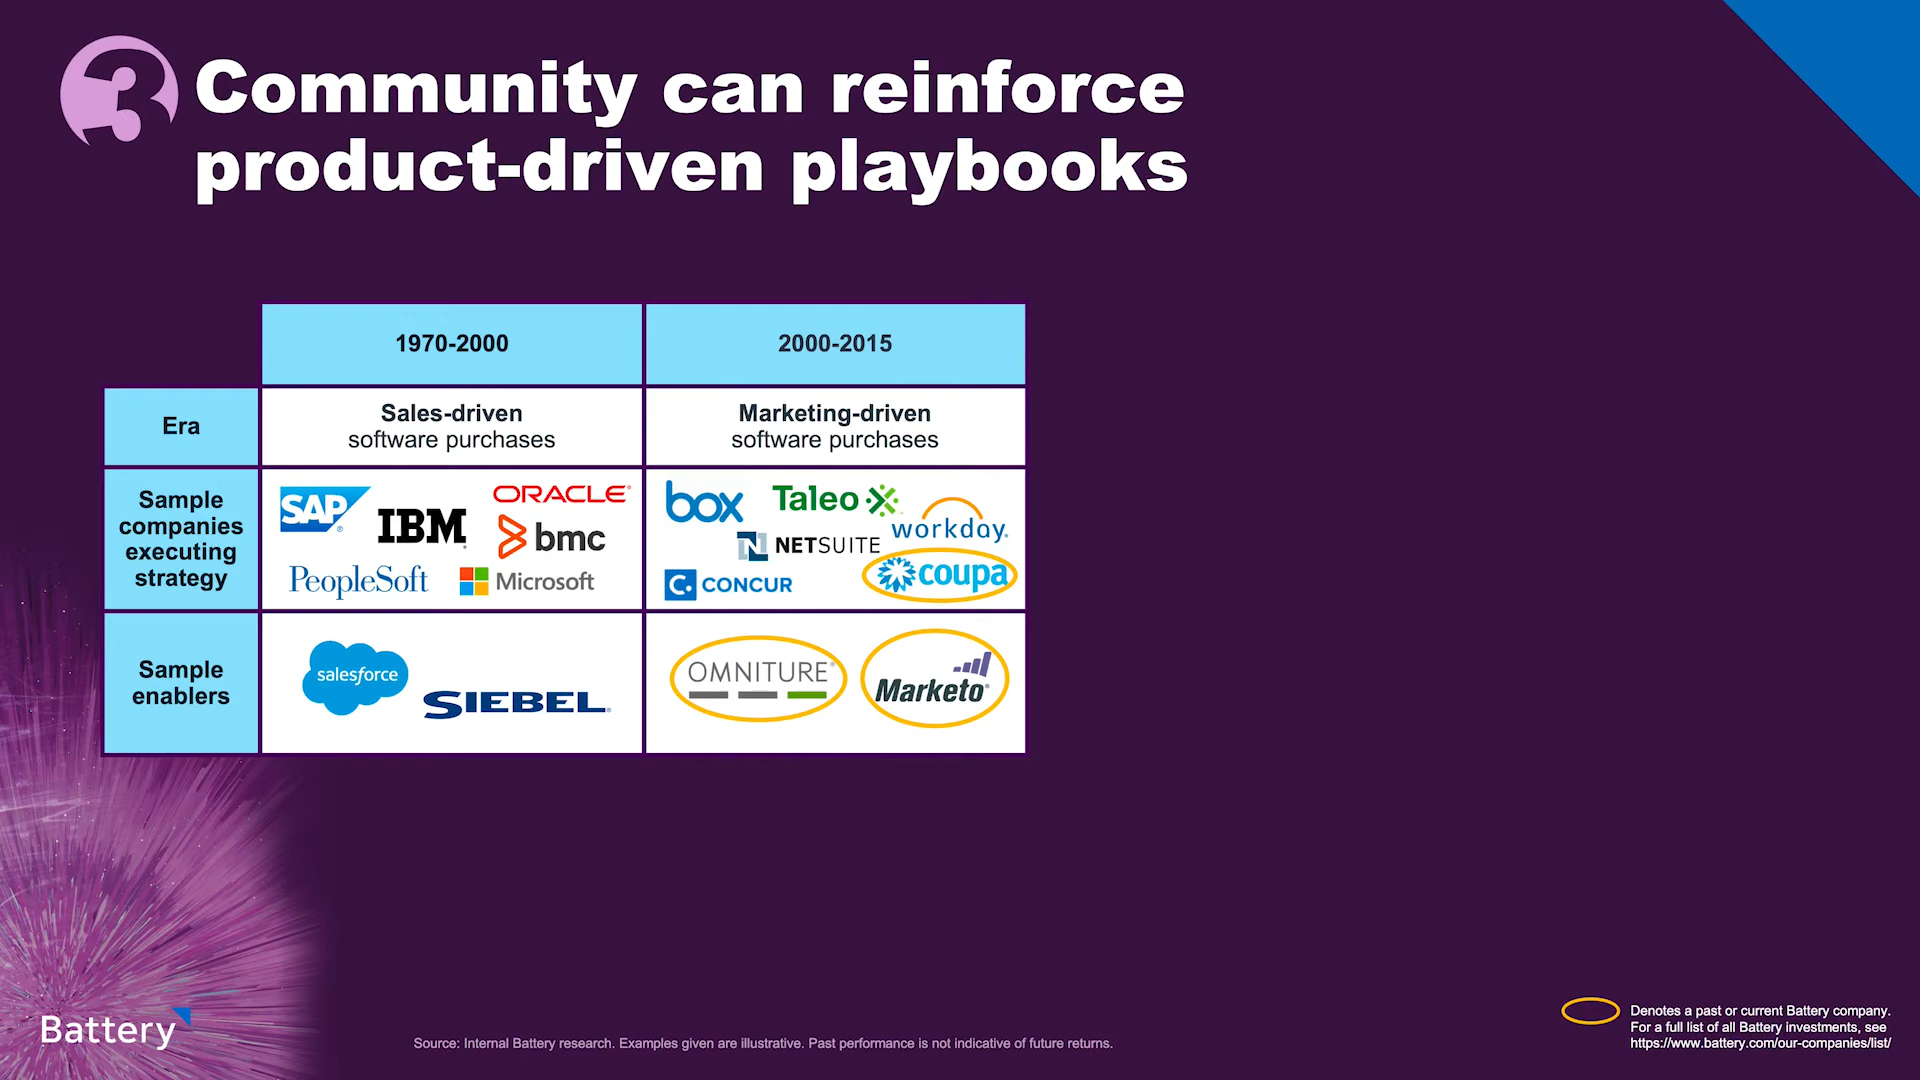 3
Community can reinforce
product-driven playbooks
1970-2000
2000-2015
Era
Sales-driven
software purchases
Marketing-driven
software purchases
Sample
companies
executing
strategy
SAP
IBM
ORACLE
bmc
PeopleSoft
Microsoft
box
Taleo
workday
NETSUITE
CONCUR
coupa
Sample
enablers
salesforce
SIEBEL
OMNITURE
Marketo
Battery
Source: Internal Battery research. Examples given are illustrative. Past performance is not indicative of future returns.
Denotes a past or current Battery company.
For a full list of all Battery investments, see
https://www.battery.com/our-companies/list/